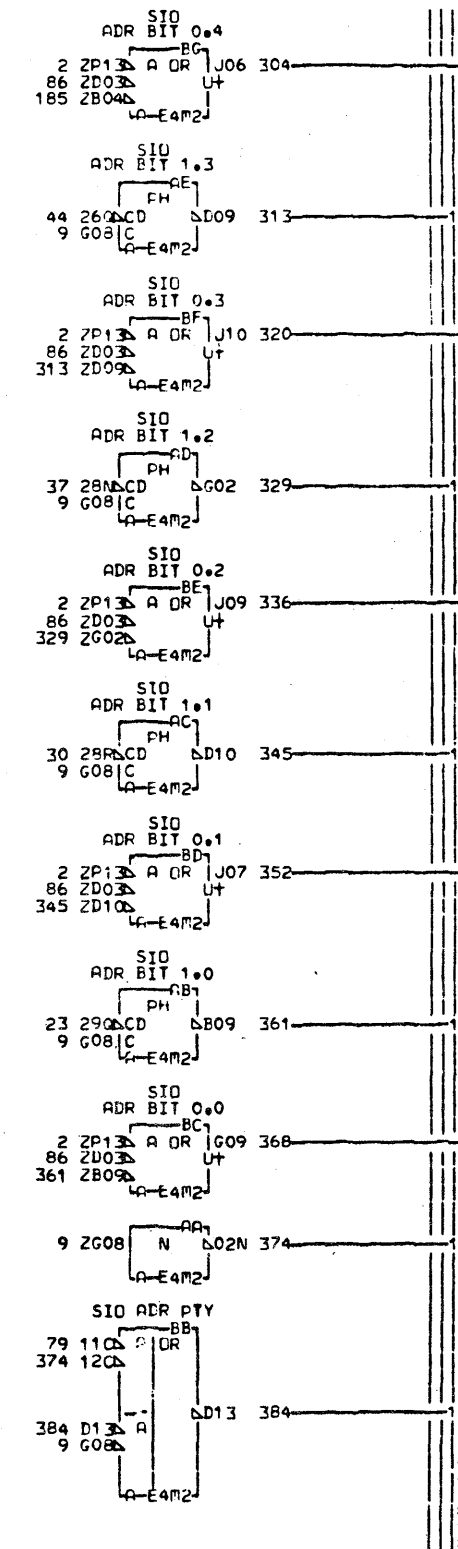 SIO
ADR BIT 0.4
BG
2 ZP13 A OR J06 304
86 ZD03 U+
185 ZB04
A-E4M2
SIO
ADR BIT 1.3
AE
PH
44 26Q CD D09 313
9 G08 C
A-E4M2
SIO
ADR BIT 0.3
BF
2 ZP13 A OR J10 320
86 ZD03 U+
313 ZD09
A-E4M2
SIO
ADR BIT 1.2
AD
PH
37 28N CD G02 329
9 G08 C
A-E4M2
SIO
ADR BIT 0.2
BE
2 ZP13 A OR J09 336
86 ZD03 U+
329 ZG02
A-E4M2
SIO
ADR BIT 1.1
AC
PH
30 28R CD D10 345
9 G08 C
A-E4M2
SIO
ADR BIT 0.1
BD
2 ZP13 A OR J07 352
86 ZD03 U+
345 ZD10
A-E4M2
SIO
ADR BIT 1.0
AB
PH
23 29Q CD B09 361
9 G08 C
A-E4M2
SIO
ADR BIT 0.0
BC
2 ZP13 A OR G09 368
86 ZD03 U+
361 ZB09
A-E4M2
AA
9 ZG08 N 02N 374
A-E4M2
SIO ADR PTY
BB
79 11C A OR
374 12C
D13 384
384 D13 A
9 G08
A-E4M2